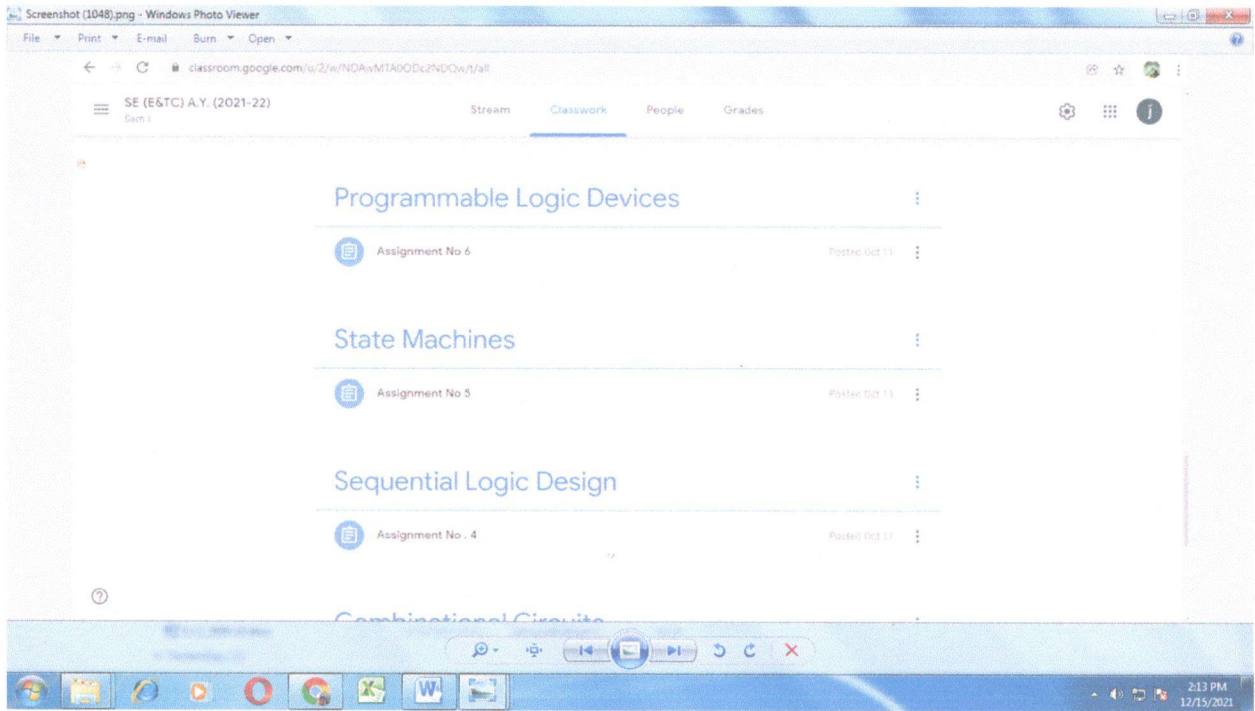 Screenshot (1048).png - Windows Photo Viewer
File Print E-mail Burn Open
classroom.google.com/u/2/w/NDAwMTA0ODc2NDQw/t/all
SE (E&TC) A.Y. (2021-22)
Sem I
Stream Classwork People Grades
j
Programmable Logic Devices
Assignment No 6
Posted Oct 11
State Machines
Assignment No 5
Posted Oct 11
Sequential Logic Design
Assignment No . 4
Posted Oct 11
Combinational Circuits
2:13 PM
12/15/2021